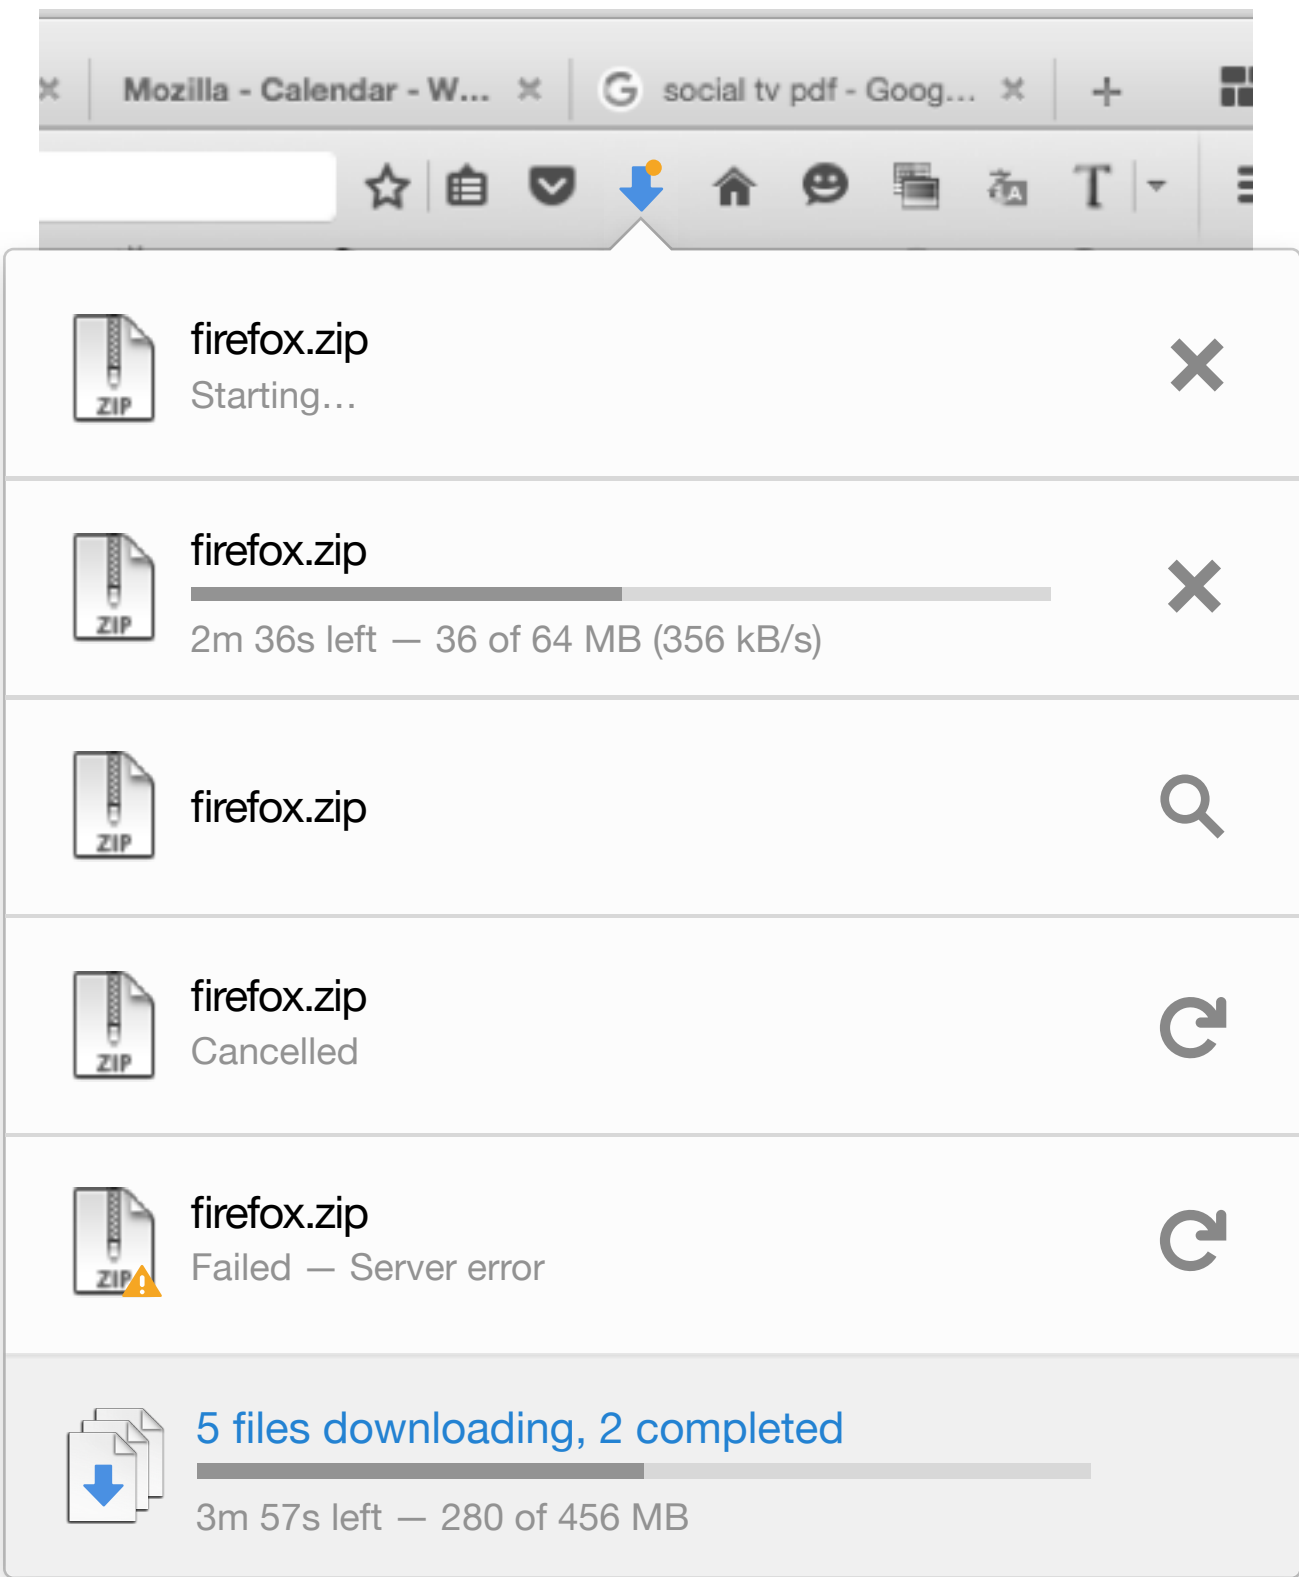 Mozilla - Calendar - W...
G social tv pdf - Goog...
A T
firefox.zip
Starting...
ZIP
firefox.zip
ZIP
2m 36s left — 36 of 64 MB (356 kB/s)
firefox.zip
ZIP
firefox.zip
Cancelled
ZIP
firefox.zip
Failed — Server error
ZIP
5 files downloading, 2 completed
3m 57s left — 280 of 456 MB